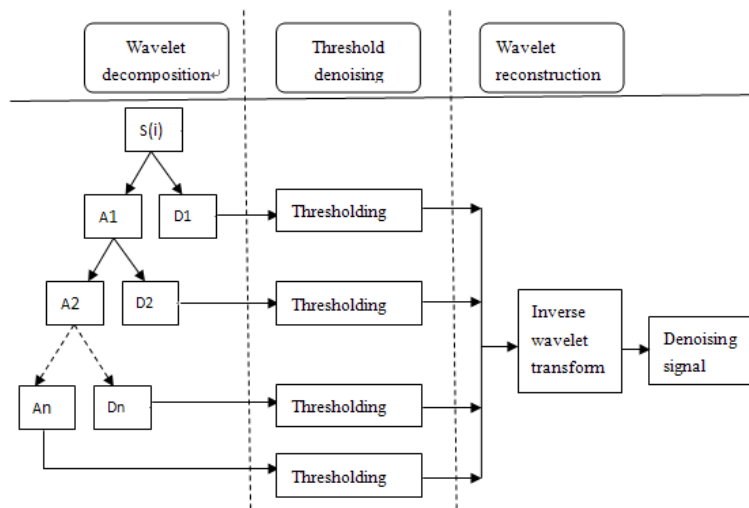 Wavelet
decomposition↵
Threshold
denoising
Wavelet
reconstruction
S(i)
A1
D1
Thresholding
A2
D2
Thresholding
Inverse
wavelet
transform
Denoising
signal
An
Dn
Thresholding
Thresholding